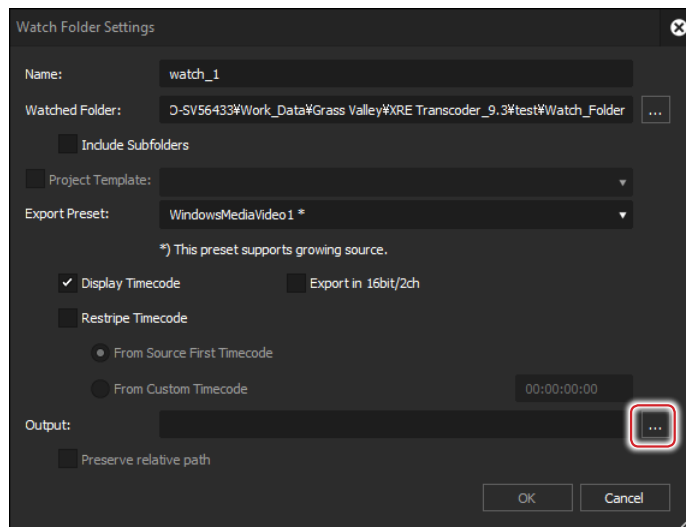 Watch Folder Settings
Name: watch_1
Watched Folder: O-SV56433¥Work_Data¥Grass Valley¥XRE Transcoder_9.3¥test¥Watch_Folder ...
Include Subfolders
Project Template:
Export Preset: WindowsMediaVideo1 *
*) This preset supports growing source.
Display Timecode Export in 16bit/2ch
Restripe Timecode
From Source First Timecode
From Custom Timecode 00:00:00:00
Output: ...
Preserve relative path
OK Cancel